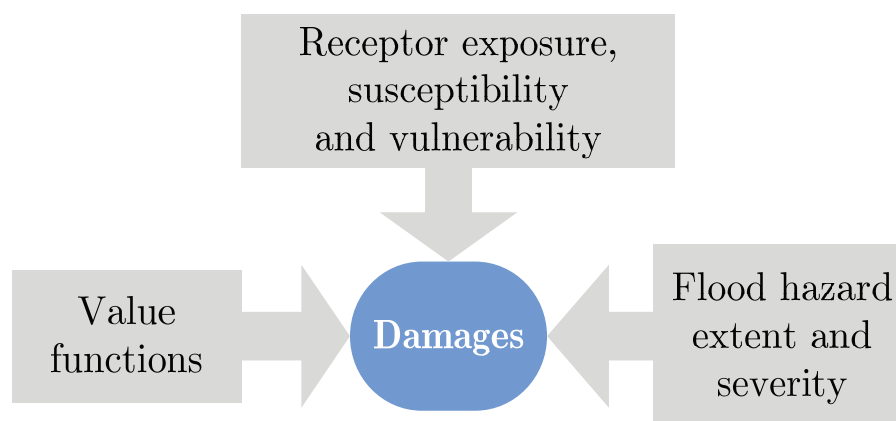 Receptor exposure,
susceptibility
and vulnerability
Value
functions
Damages
Flood hazard
extent and
severity